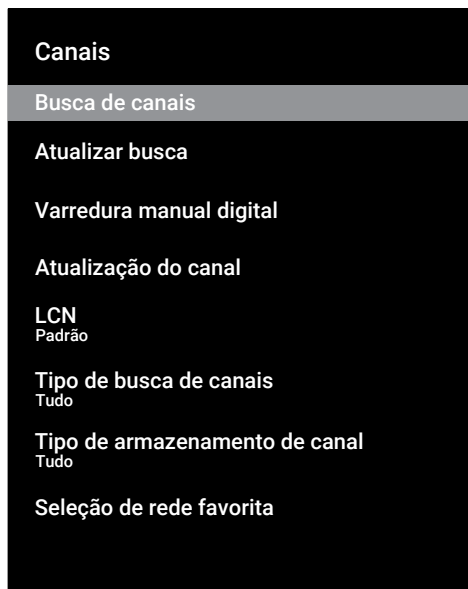 Canais
Busca de canais
Atualizar busca
Varredura manual digital
Atualização do canal
LCN
Padrão
Tipo de busca de canais
Tudo
Tipo de armazenamento de canal
Tudo
Seleção de rede favorita